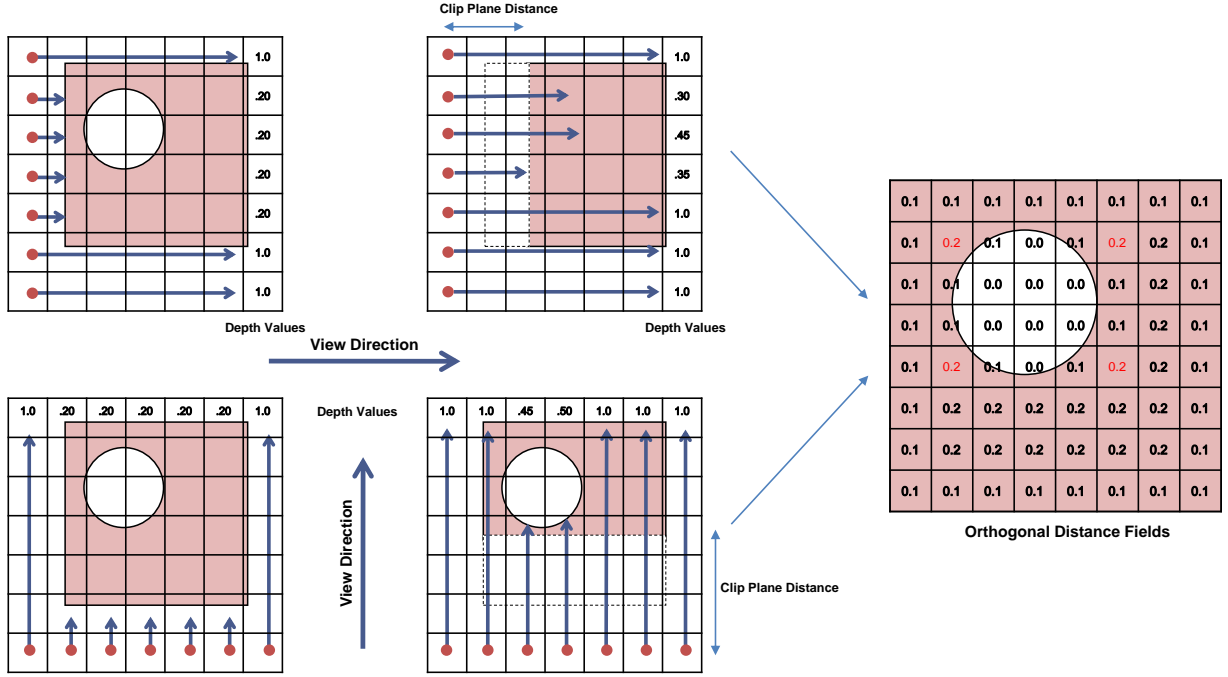 Clip Plane Distance
1.0
.20
.20
.20
.20
1.0
1.0
Depth Values
1.0
.30
.45
.35
1.0
1.0
1.0
Depth Values
View Direction
1.0 .20 .20 .20 .20 .20 1.0
Depth Values
View Direction
1.0 1.0 .45 .50 1.0 1.0 1.0
Clip Plane Distance
0.1 0.1 0.1 0.1 0.1 0.1 0.1 0.1
0.1 0.2 0.1 0.0 0.1 0.2 0.2 0.1
0.1 0.1 0.0 0.0 0.0 0.1 0.2 0.1
0.1 0.1 0.0 0.0 0.0 0.1 0.2 0.1
0.1 0.2 0.1 0.0 0.1 0.2 0.2 0.1
0.1 0.2 0.2 0.2 0.2 0.2 0.2 0.1
0.1 0.2 0.2 0.2 0.2 0.2 0.2 0.1
0.1 0.1 0.1 0.1 0.1 0.1 0.1 0.1
Orthogonal Distance Fields